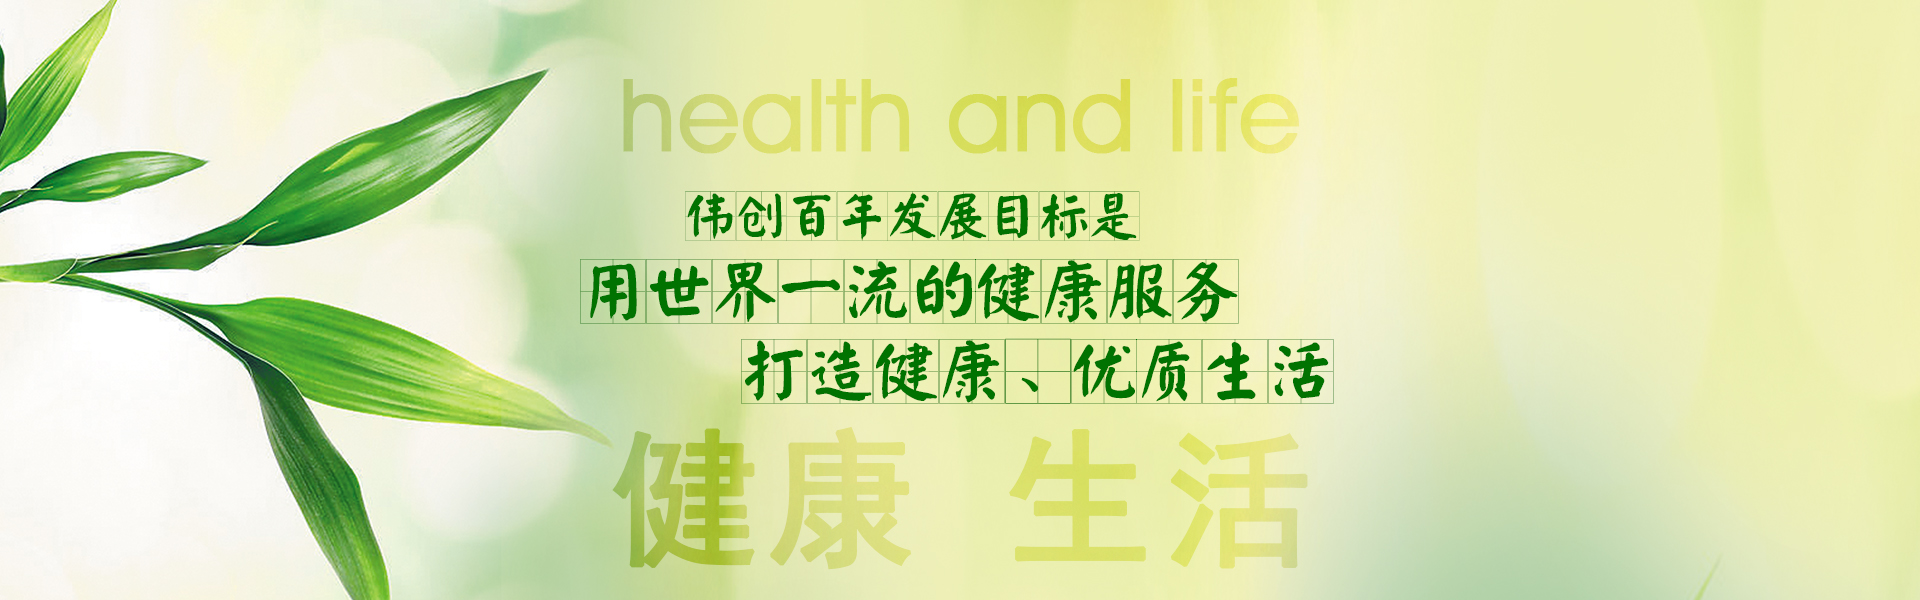 health and life
伟创百年发展目标是
用世界一流的健康服务
打造健康、优质生活
健康 生活